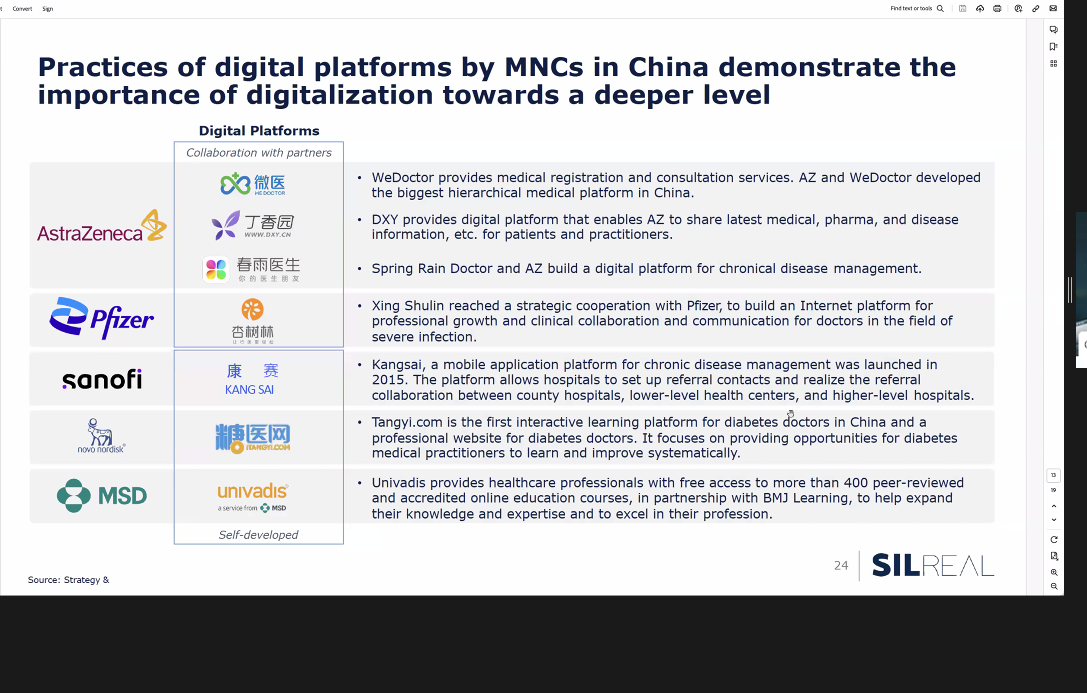 Convert Sign Find text or tools
Practices of digital platforms by MNCs in China demonstrate the
importance of digitalization towards a deeper level
Digital Platforms
Collaboration with partners
AstraZeneca
微医
WE DOCTOR
• WeDoctor provides medical registration and consultation services. AZ and WeDoctor developed
the biggest hierarchical medical platform in China.
丁香园
WWW.DXY.CN
• DXY provides digital platform that enables AZ to share latest medical, pharma, and disease
information, etc. for patients and practitioners.
春雨医生
你的医生朋友
• Spring Rain Doctor and AZ build a digital platform for chronical disease management.
Pfizer
杏树林
• Xing Shulin reached a strategic cooperation with Pfizer, to build an Internet platform for
professional growth and clinical collaboration and communication for doctors in the field of
severe infection.
sanofi
康 赛
KANG SAI
• Kangsai, a mobile application platform for chronic disease management was launched in
2015. The platform allows hospitals to set up referral contacts and realize the referral
collaboration between county hospitals, lower-level health centers, and higher-level hospitals.
novo nordisk®
糖医网
ITANGYI.COM
• Tangyi.com is the first interactive learning platform for diabetes doctors in China and a
professional website for diabetes doctors. It focuses on providing opportunities for diabetes
medical practitioners to learn and improve systematically.
MSD
univadis®
a service from MSD
• Univadis provides healthcare professionals with free access to more than 400 peer-reviewed
and accredited online education courses, in partnership with BMJ Learning, to help expand
their knowledge and expertise and to excel in their profession.
Self-developed
Source: Strategy &
24
SILREAL
13
19